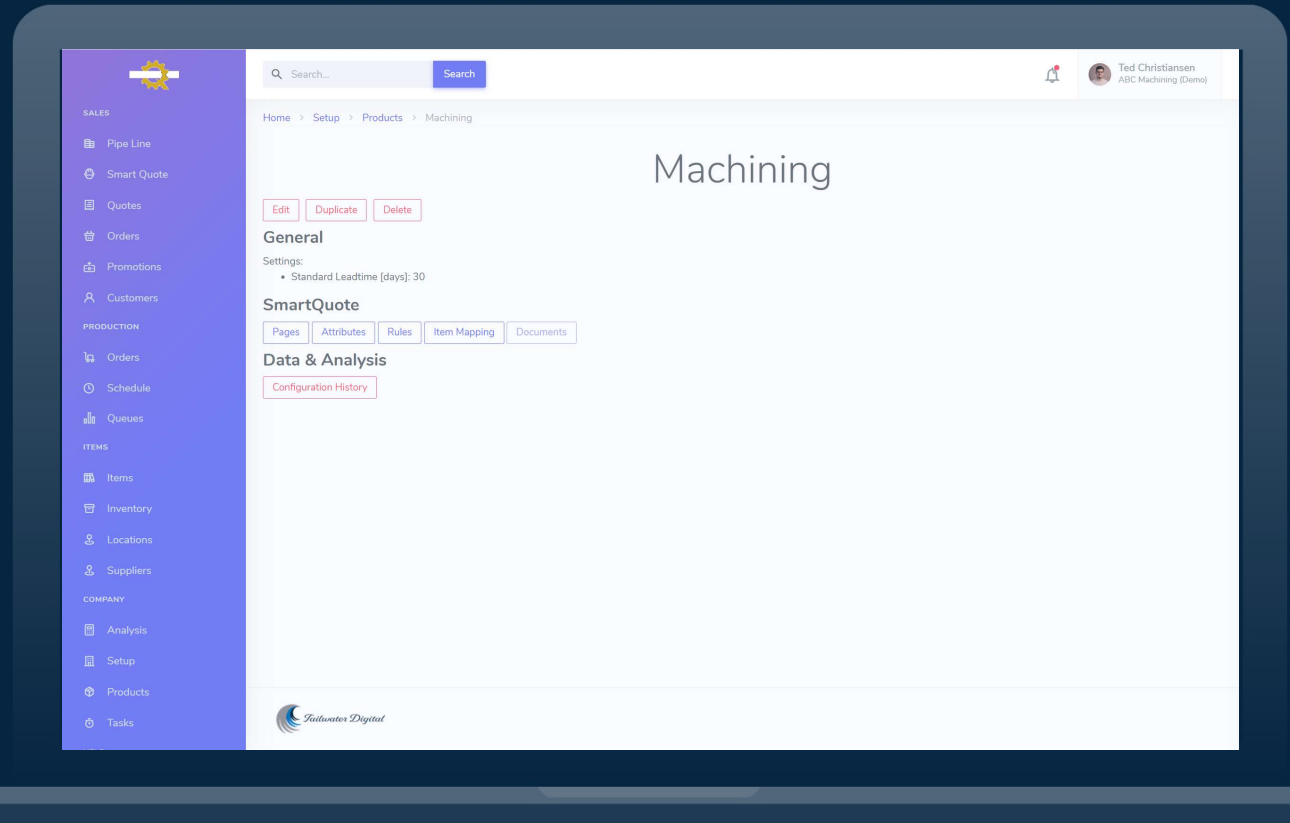 Search...
Search
Ted Christiansen
ABC Machining (Demo)
SALES
Pipe Line
Smart Quote
Quotes
Orders
Promotions
Customers
PRODUCTION
Orders
Schedule
Queues
ITEMS
Items
Inventory
Locations
Suppliers
COMPANY
Analysis
Setup
Products
Tasks
Home > Setup > Products > Machining
Machining
Edit Duplicate Delete
General
Settings:
• Standard Leadtime [days]: 30
SmartQuote
Pages Attributes Rules Item Mapping Documents
Data & Analysis
Configuration History
Tailwater Digital